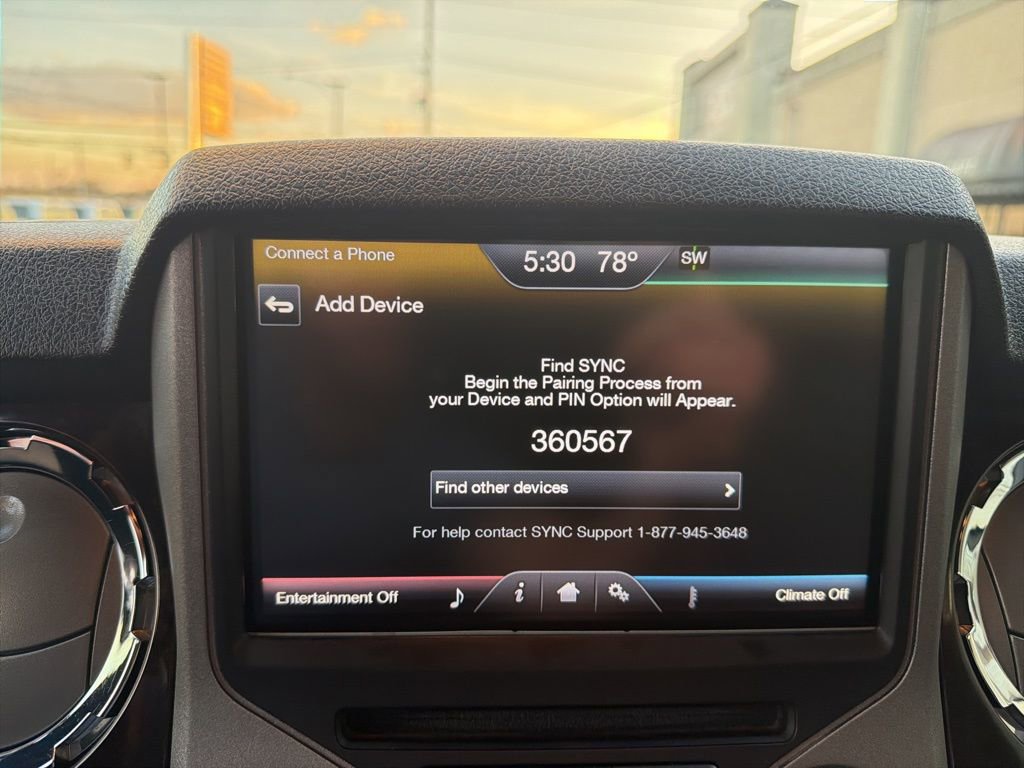 Connect a Phone
5:30 78° SW
Add Device
Find SYNC
Begin the Pairing Process from
your Device and PIN Option will Appear.
360567
Find other devices
For help contact SYNC Support 1-877-945-3648
Entertainment Off
i
Climate Off